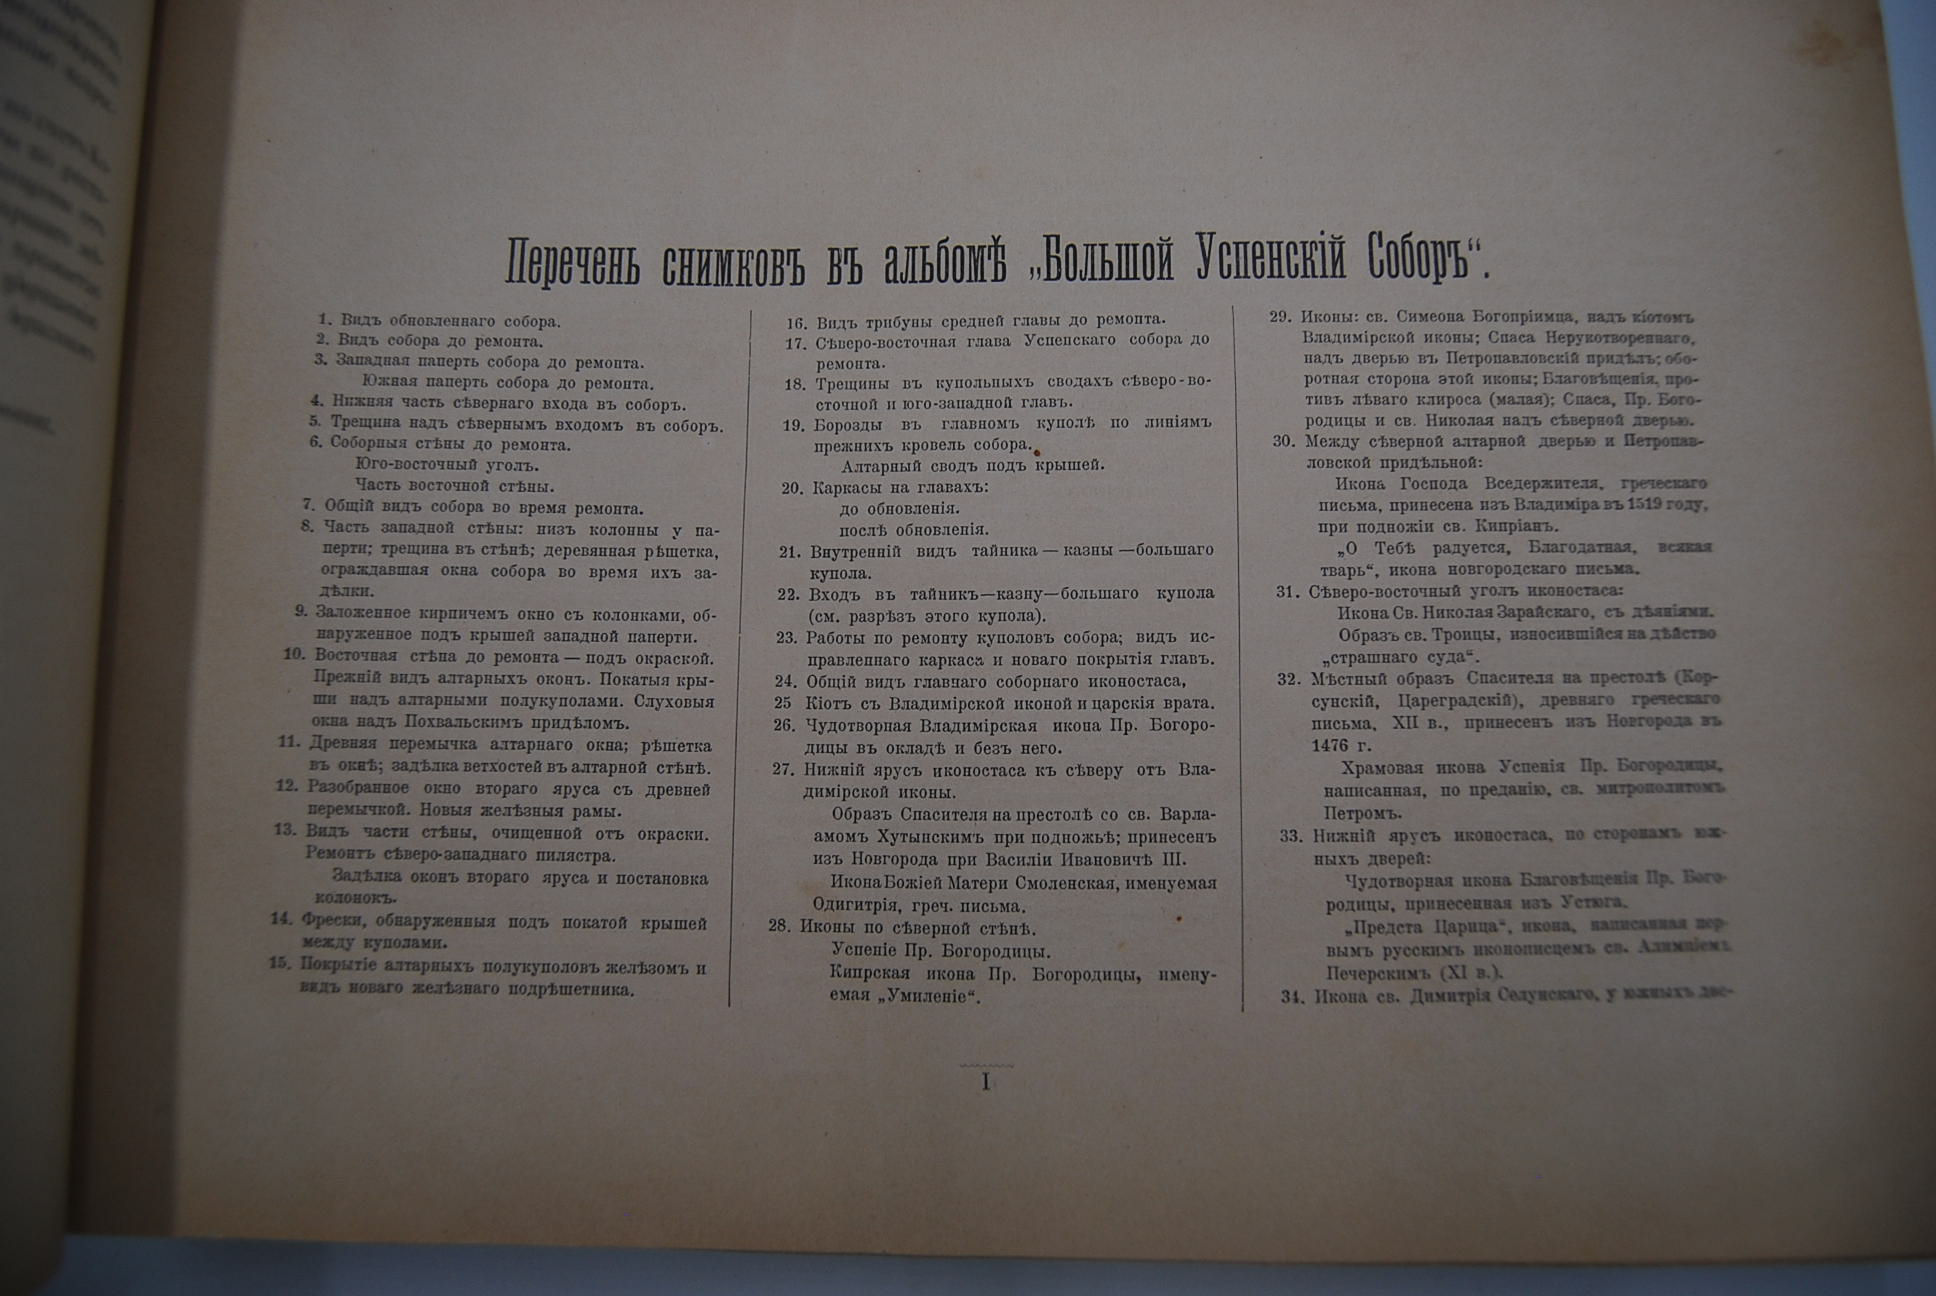 Перечень снимковъ въ альбомѣ „Большой Успенскій Соборъ“.
1. Видъ обновленнаго собора.
2. Видъ собора до ремонта.
3. Западная паперть собора до ремонта.
Южная паперть собора до ремонта.
4. Нижняя часть сѣвернаго входа въ соборъ.
5. Трещина надъ сѣвернымъ входомъ въ соборъ.
6. Соборныя стѣны до ремонта.
Юго-восточный уголъ.
Часть восточной стѣны.
7. Общій видъ собора во время ремонта.
8. Часть западной стѣны: низъ колонны у па-
перти; трещина въ стѣнѣ; деревянная рѣшетка,
ограждавшая окна собора во время ихъ за-
дѣлки.
9. Заложенное кирпичемъ окно съ колонками, об-
наруженное подъ крышей западной паперти.
10. Восточная стѣна до ремонта — подъ окраской.
Прежній видъ алтарныхъ оконъ. Покатыя кры-
ши надъ алтарными полукуполами. Слуховыя
окна надъ Похвальскимъ придѣломъ.
11. Древняя перемычка алтарнаго окна; рѣшетка
въ окнѣ; задѣлка ветхостей въ алтарной стѣнѣ.
12. Разобранное окно втораго яруса съ древней
перемычкой. Новыя желѣзныя рамы.
13. Видъ части стѣны, очищенной отъ окраски.
Ремонтъ сѣверо-западнаго пилястра.
Задѣлка оконъ втораго яруса и постановка
колонокъ.
14. Фрески, обнаруженныя подъ покатой крышей
между куполами.
15. Покрытіе алтарныхъ полукуполовъ желѣзомъ и
видъ новаго желѣзнаго подрѣшетника.
16. Видъ трибуны средней главы до ремонта.
17. Сѣверо-восточная глава Успенскаго собора до
ремонта.
18. Трещины въ купольныхъ сводахъ сѣверо-во-
сточной и юго-западной главъ.
19. Борозды въ главномъ куполѣ по линіямъ
прежнихъ кровель собора.
Алтарный сводъ подъ крышей.
20. Каркасы на главахъ:
до обновленія.
послѣ обновленія.
21. Внутренній видъ тайника — казны — большаго
купола.
22. Входъ въ тайникъ—казну—большаго купола
(см. разрѣзъ этого купола).
23. Работы по ремонту куполовъ собора; видъ ис-
правленнаго каркаса и новаго покрытія главъ.
24. Общій видъ главнаго соборнаго иконостаса,
25 Кіотъ съ Владимірской иконой и царскія врата.
26. Чудотворная Владимірская икона Пр. Богоро-
дицы въ окладѣ и безъ него.
27. Нижній ярусъ иконостаса къ сѣверу отъ Вла-
димірской иконы.
Образъ Спасителя на престолѣ со св. Варла-
амомъ Хутынскимъ при подножьѣ; принесенъ
изъ Новгорода при Василіи Ивановичѣ III.
Икона Божіей Матери Смоленская, именуемая
Одигитрія, греч. письма.
28. Иконы по сѣверной стѣнѣ.
Успеніе Пр. Богородицы.
Кипрская икона Пр. Богородицы, имену-
емая „Умиленіе“.
29. Иконы: св. Симеона Богопріимца, надъ кіотомъ
Владимірской иконы; Спаса Нерукотвореннаго,
надъ дверью въ Петропавловскій придѣлъ; обо-
ротная сторона этой иконы; Благовѣщенія, про-
тивъ лѣваго клироса (малая); Спаса, Пр. Бого-
родицы и св. Николая надъ сѣверной дверью.
30. Между сѣверной алтарной дверью и Петропав-
ловской придѣльной:
Икона Господа Вседержителя, греческаго
письма, принесена изъ Владиміра въ 1519 году,
при подножіи св. Кипріанъ.
„О Тебѣ радуется, Благодатная, всякая
тварь“, икона новгородскаго письма.
31. Сѣверо-восточный уголъ иконостаса:
Икона Св. Николая Зарайскаго, съ дѣяніями.
Образъ св. Троицы, износившійся на дѣйство
„страшнаго суда“.
32. Мѣстный образъ Спасителя на престолѣ (Кор-
сунскій, Цареградскій), древняго греческаго
письма, XII в., принесенъ изъ Новгорода въ
1476 г.
Храмовая икона Успенія Пр. Богородицы,
написанная, по преданію, св. митрополитомъ
Петромъ.
33. Нижній ярусъ иконостаса, по сторонамъ юж-
ныхъ дверей:
Чудотворная икона Благовѣщенія Пр. Бого-
родицы, принесенная изъ Устюга.
„Предста Царица“, икона, написанная пер-
вымъ русскимъ иконописцемъ св. Алимпіемъ
Печерскимъ (XI в.).
34. Икона св. Димитрія Селунскаго, у южныхъ две-
I